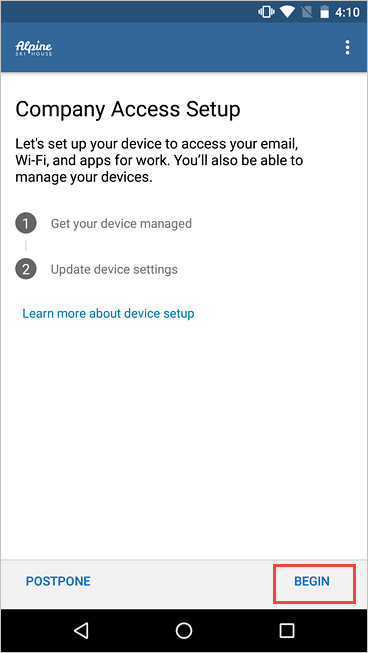 4:10
Alpine
SKI HOUSE
Company Access Setup
Let's set up your device to access your email,
Wi-Fi, and apps for work. You'll also be able to
manage your devices.
1 Get your device managed
2 Update device settings
Learn more about device setup
POSTPONE BEGIN